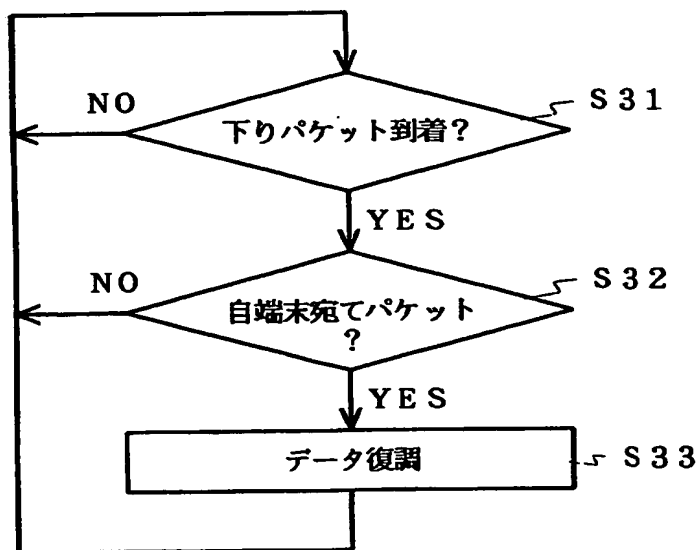 NO
下りパケット到着?
S31
YES
NO
自端末宛てパケット
?
S32
YES
データ復調
S33